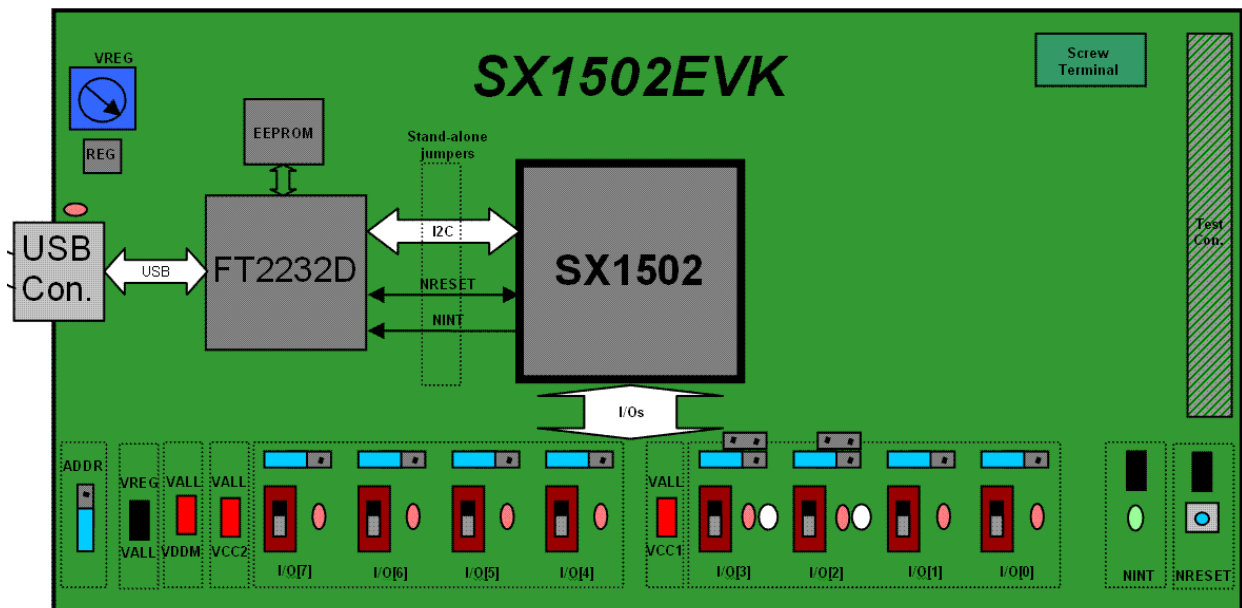 SX1502EVK
VREG
REG
EEPROM
Stand-alone
jumpers
Screw
Terminal
Test
Con.
USB
Con.
USB
FT2232D
I2C
NRESET
NINT
SX1502
I/Os
ADDR
VREG
VALL
VALL
VDDM
VALL
VCC2
I/O[7]
I/O[6]
I/O[5]
I/O[4]
VALL
VCC1
I/O[3]
I/O[2]
I/O[1]
I/O[0]
NINT
NRESET